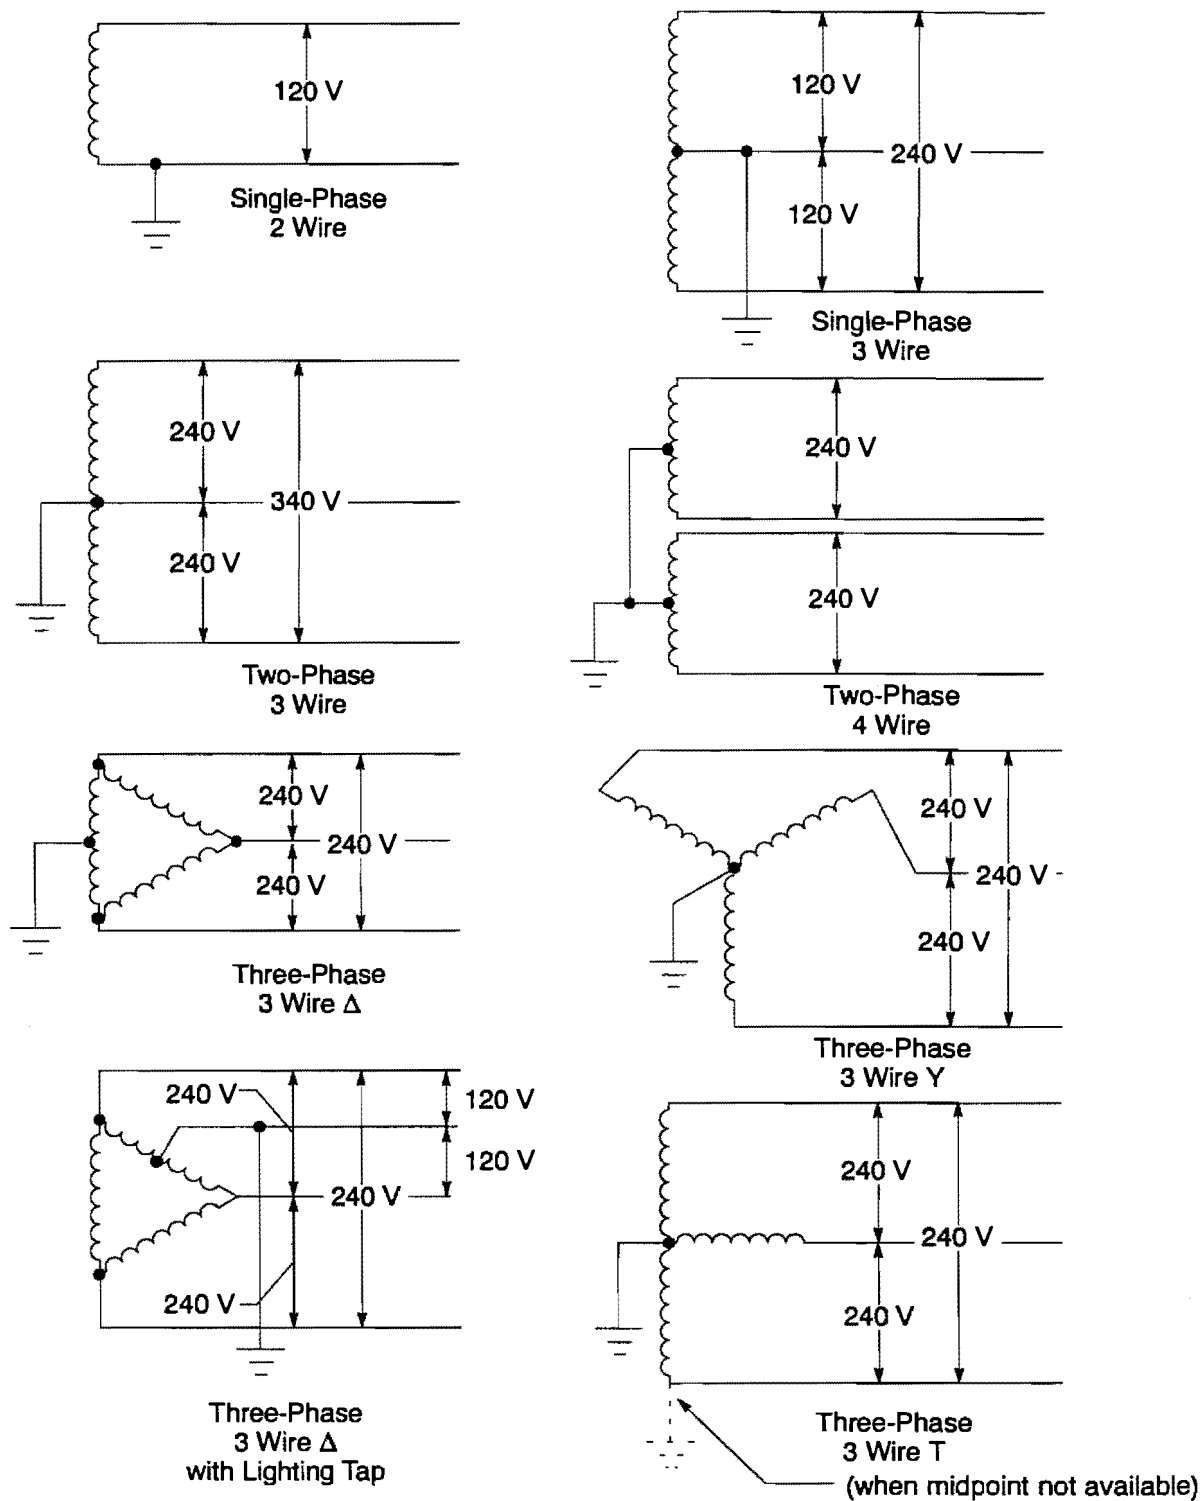 120 V
Single-Phase
2 Wire
120 V
240 V
120 V
Single-Phase
3 Wire
240 V
340 V
240 V
Two-Phase
3 Wire
240 V
240 V
Two-Phase
4 Wire
240 V
240 V
240 V
Three-Phase
3 Wire Δ
240 V
240 V
240 V
Three-Phase
3 Wire Y
240 V
120 V
120 V
240 V
240 V
Three-Phase
3 Wire Δ
with Lighting Tap
240 V
240 V
240 V
Three-Phase
3 Wire T
(when midpoint not available)